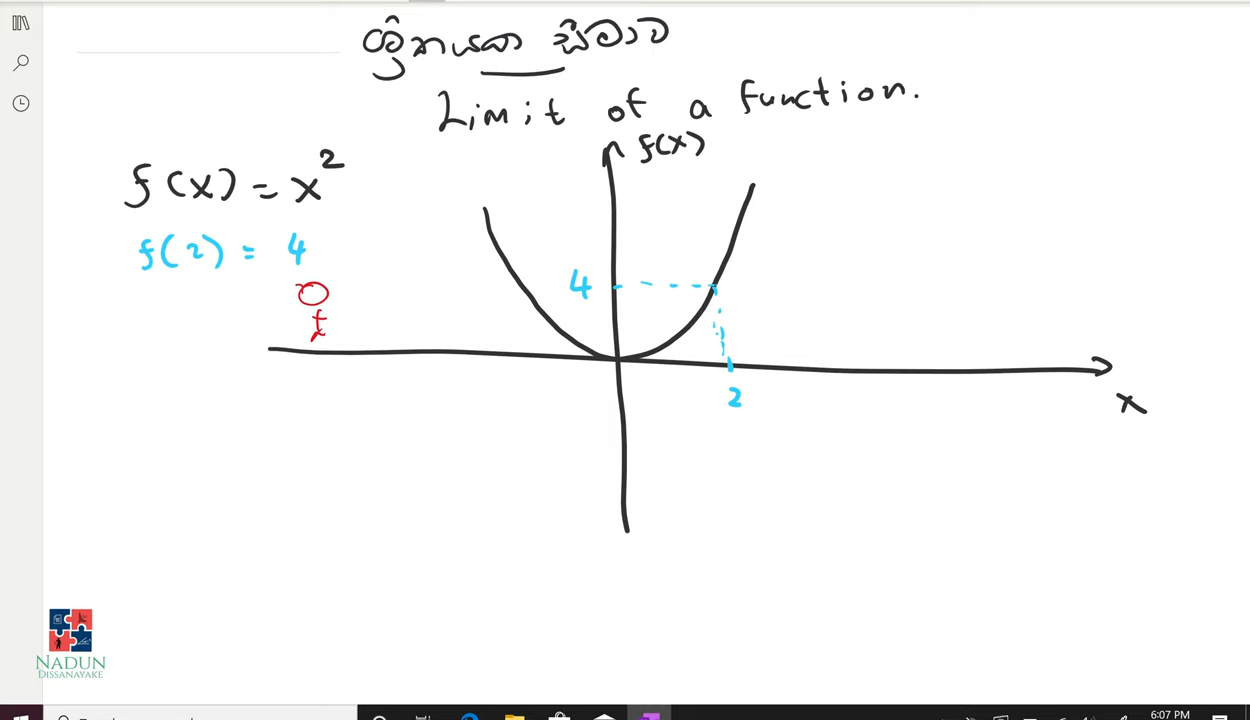 ශ්‍රිතයක සීමාව
Limit of a function.
f(x)
f(x) = x²
f(2) = 4
4
2
x
NADUN
DISSANAYAKE
6:07 PM